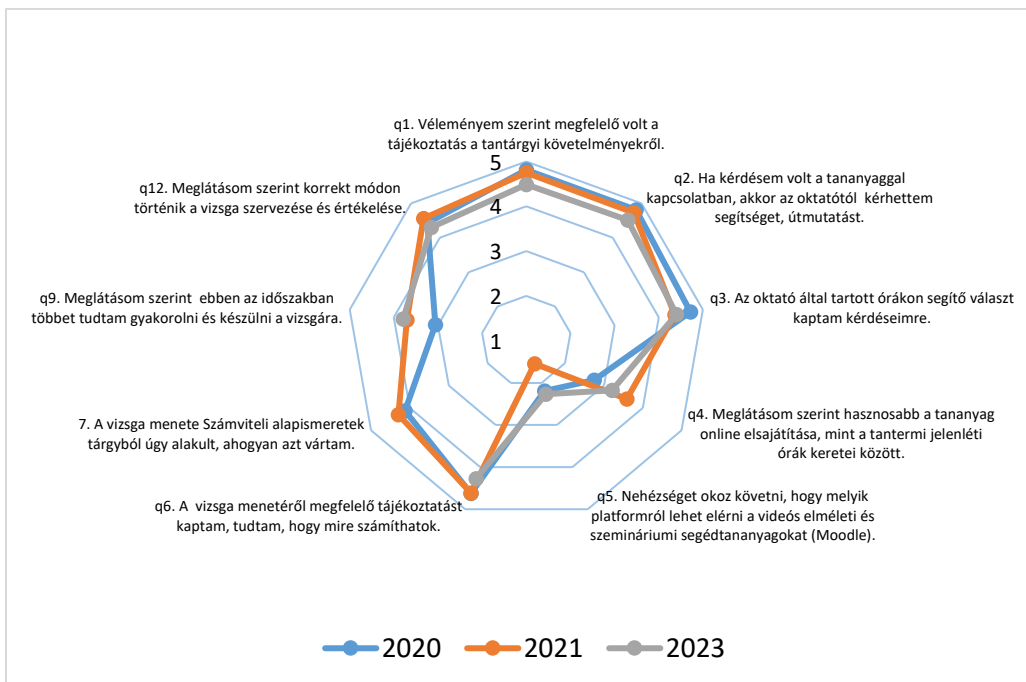 q1. Véleményem szerint megfelelő volt a
tájékoztatás a tantárgyi követelményekről.
q2. Ha kérdésem volt a tananyaggal
kapcsolatban, akkor az oktatótól kérhettem
segítséget, útmutatást.
q3. Az oktató által tartott órákon segítő választ
kaptam kérdéseimre.
q4. Meglátásom szerint hasznosabb a tananyag
online elsajátítása, mint a tantermi jelenléti
órák keretei között.
q5. Nehézséget okoz követni, hogy melyik
platformról lehet elérni a videós elméleti és
szemináriumi segédtananyagokat (Moodle).
q6. A vizsga menetéről megfelelő tájékoztatást
kaptam, tudtam, hogy mire számíthatok.
7. A vizsga menete Számviteli alapismeretek
tárgyból úgy alakult, ahogyan azt vártam.
q9. Meglátásom szerint ebben az időszakban
többet tudtam gyakorolni és készülni a vizsgára.
q12. Meglátásom szerint korrekt módon
történik a vizsga szervezése és értékelése.
5
4
3
2
1
2020
2021
2023